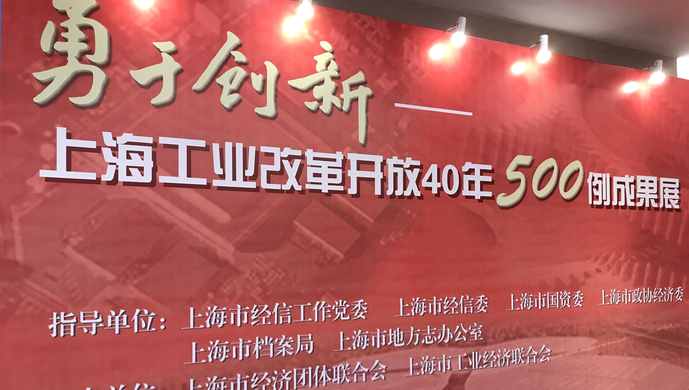 勇于创新——
上海工业改革开放40年500例成果展
指导单位：上海市经信工作党委 上海市经信委 上海市国资委 上海市政协经济委
上海市档案局 上海市地方志办公室
上海市经济团体联合会 上海市工业经济联合会